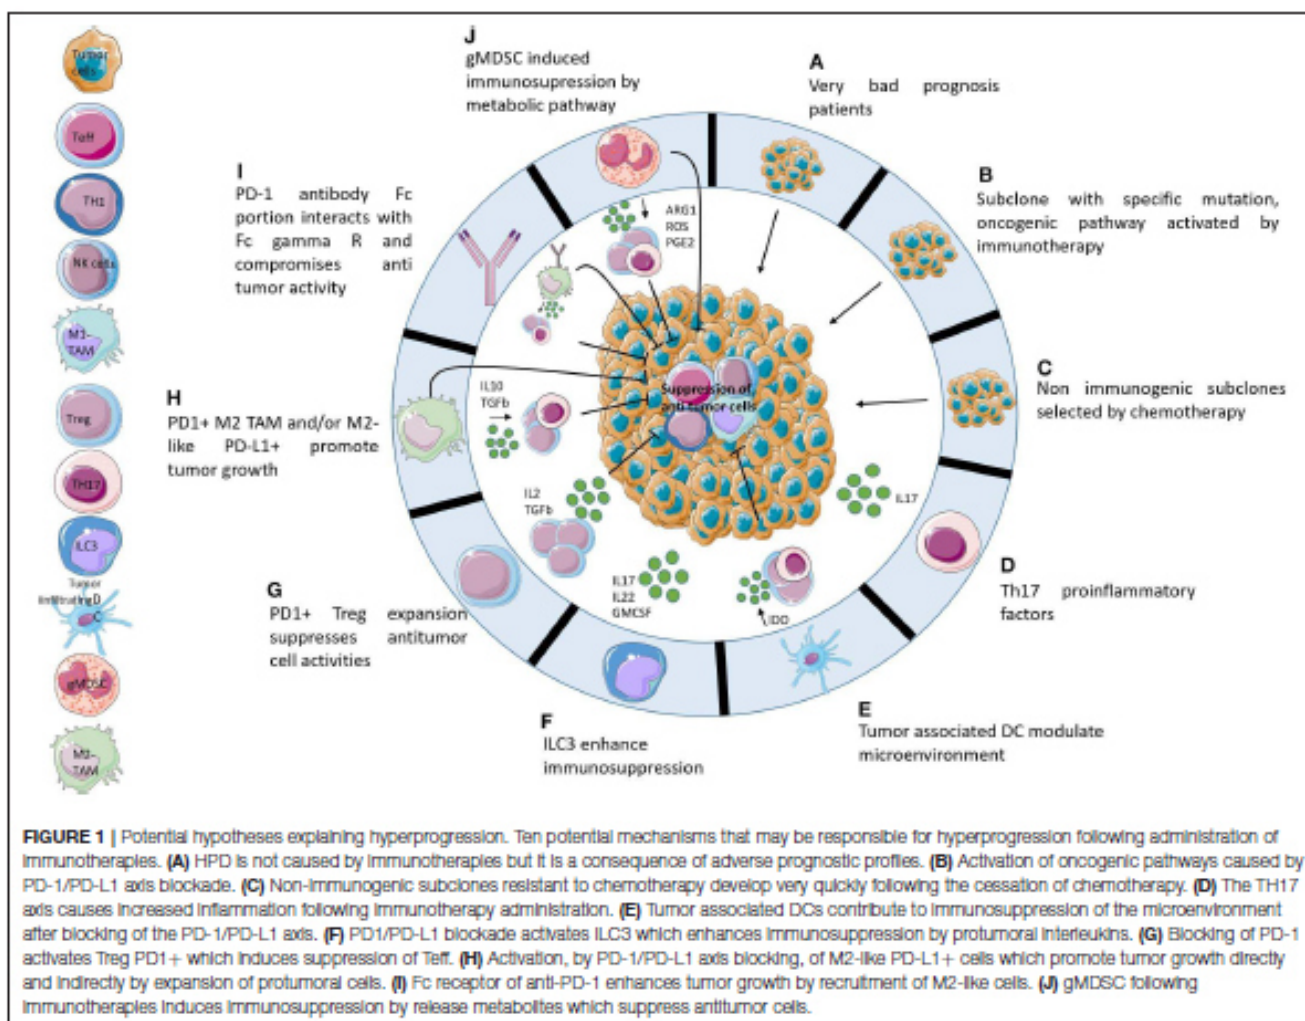 Tumor
cells
Teff
TH1
NK cells
M1-
TAM
Treg
TH17
ILC3
Tumor
infiltratingD
C
gMDSC
M2-
TAM
J
gMDSC induced
immunosupression by
metabolic pathway
A
Very bad prognosis
patients
I
PD-1 antibody Fc
portion interacts with
Fc gamma R and
compromises anti
tumor activity
B
Subclone with specific mutation,
oncogenic pathway activated by
immunotherapy
ARG1
ROS
PGE2
C
Non immunogenic subclones
selected by chemotherapy
H
PD1+ M2 TAM and/or M2-
like PD-L1+ promote
tumor growth
IL10
TGFb
Suppression of
anti tumor cells
IL2
TGFb
IL17
IL17
IL22
GMCSF
IDO
D
Th17 proinflammatory
factors
G
PD1+ Treg expansion
suppresses antitumor
cell activities
F
ILC3 enhance
immunosuppression
E
Tumor associated DC modulate
microenvironment
FIGURE 1 | Potential hypotheses explaining hyperprogression. Ten potential mechanisms that may be responsible for hyperprogression following administration of
immunotherapies. (A) HPD is not caused by immunotherapies but it is a consequence of adverse prognostic profiles. (B) Activation of oncogenic pathways caused by
PD-1/PD-L1 axis blockade. (C) Non-immunogenic subclones resistant to chemotherapy develop very quickly following the cessation of chemotherapy. (D) The TH17
axis causes increased inflammation following immunotherapy administration. (E) Tumor associated DCs contribute to immunosuppression of the microenvironment
after blocking of the PD-1/PD-L1 axis. (F) PD1/PD-L1 blockade activates ILC3 which enhances immunosuppression by protumoral interleukins. (G) Blocking of PD-1
activates Treg PD1+ which induces suppression of Teff. (H) Activation, by PD-1/PD-L1 axis blocking, of M2-like PD-L1+ cells which promote tumor growth directly
and indirectly by expansion of protumoral cells. (I) Fc receptor of anti-PD-1 enhances tumor growth by recruitment of M2-like cells. (J) gMDSC following
immunotherapies induces immunosuppression by release metabolites which suppress antitumor cells.